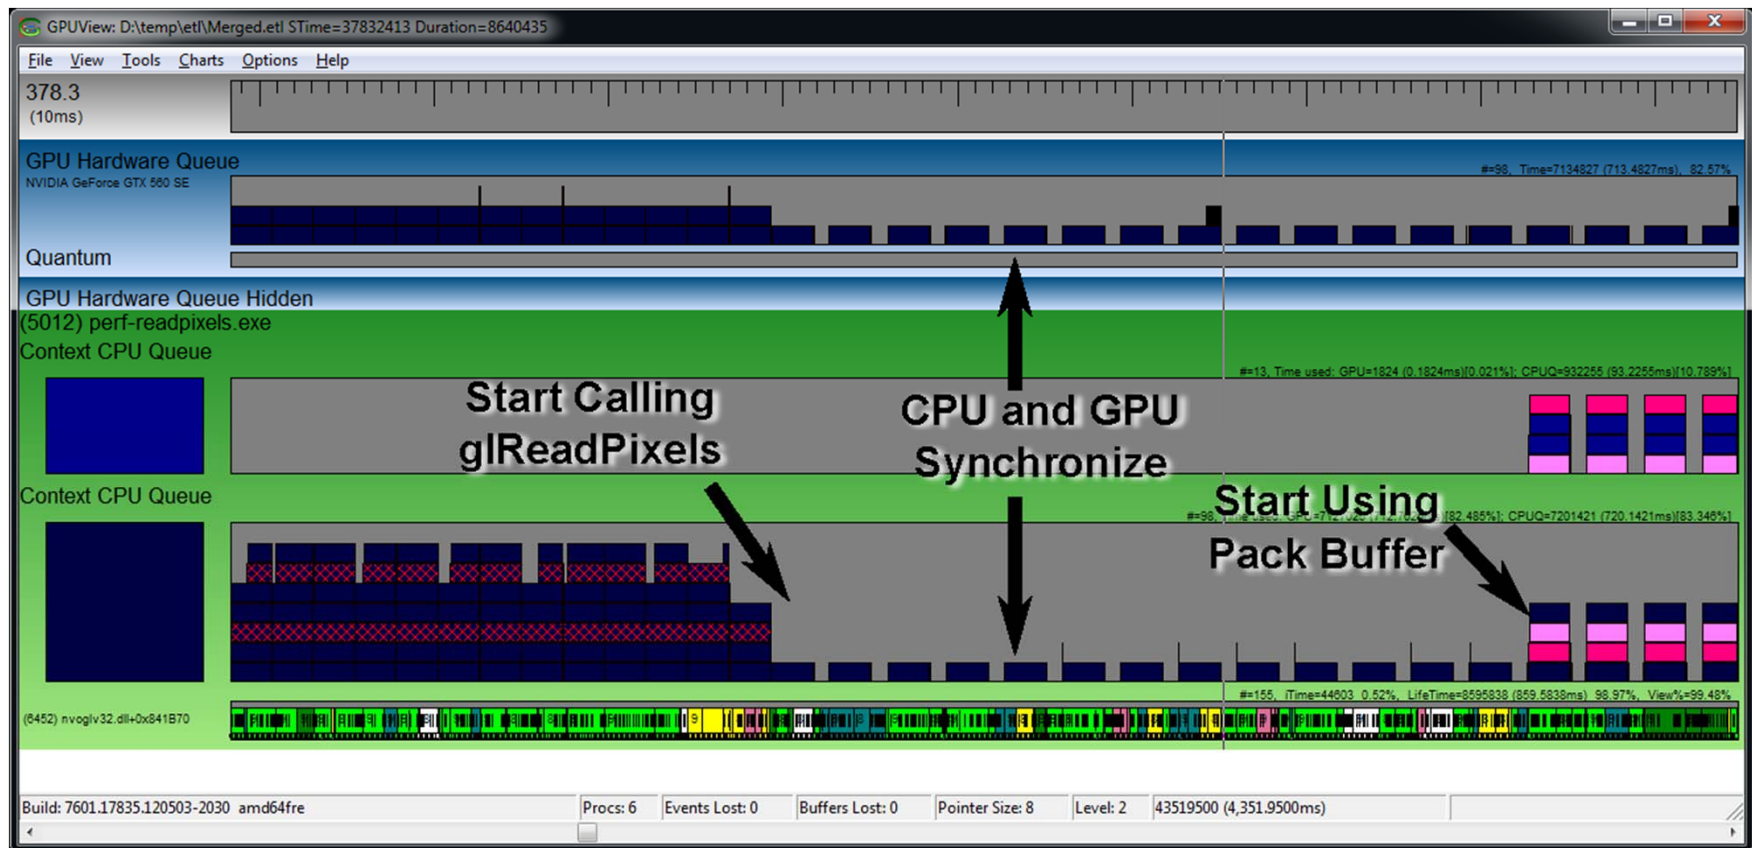 GPUView: D:\temp\etl\Merged.etl STime=37832413 Duration=8640435
File View Tools Charts Options Help
378.3
(10ms)
GPU Hardware Queue
NVIDIA GeForce GTX 560 SE
#=98, Time=7134827 (713.4827ms), 82.57%
Quantum
GPU Hardware Queue Hidden
(5012) perf-readpixels.exe
Context CPU Queue
#=13, Time used: GPU=1824 (0.1824ms)[0.021%]; CPUQ=932255 (93.2255ms)[10.789%]
Start Calling
glReadPixels
CPU and GPU
Synchronize
Context CPU Queue
Start Using
Pack Buffer
#=98, [82.485%]; CPUQ=7201421 (720.1421ms)[83.346%]
#=155, iTime=44603 0.52%, LifeTime=8595838 (859.5838ms) 98.97%, View%=99.48%
(6452) nvoglv32.dll+0x841B70
Build: 7601.17835.120503-2030 amd64fre
Procs: 6
Events Lost: 0
Buffers Lost: 0
Pointer Size: 8
Level: 2
43519500 (4,351.9500ms)